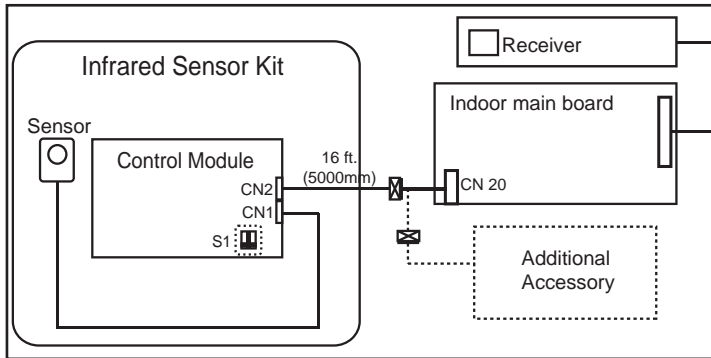 Infrared Sensor Kit
Sensor
Control Module
CN2
CN1
S1
16 ft.
(5000mm)
Receiver
Indoor main board
CN 20
Additional
Accessory